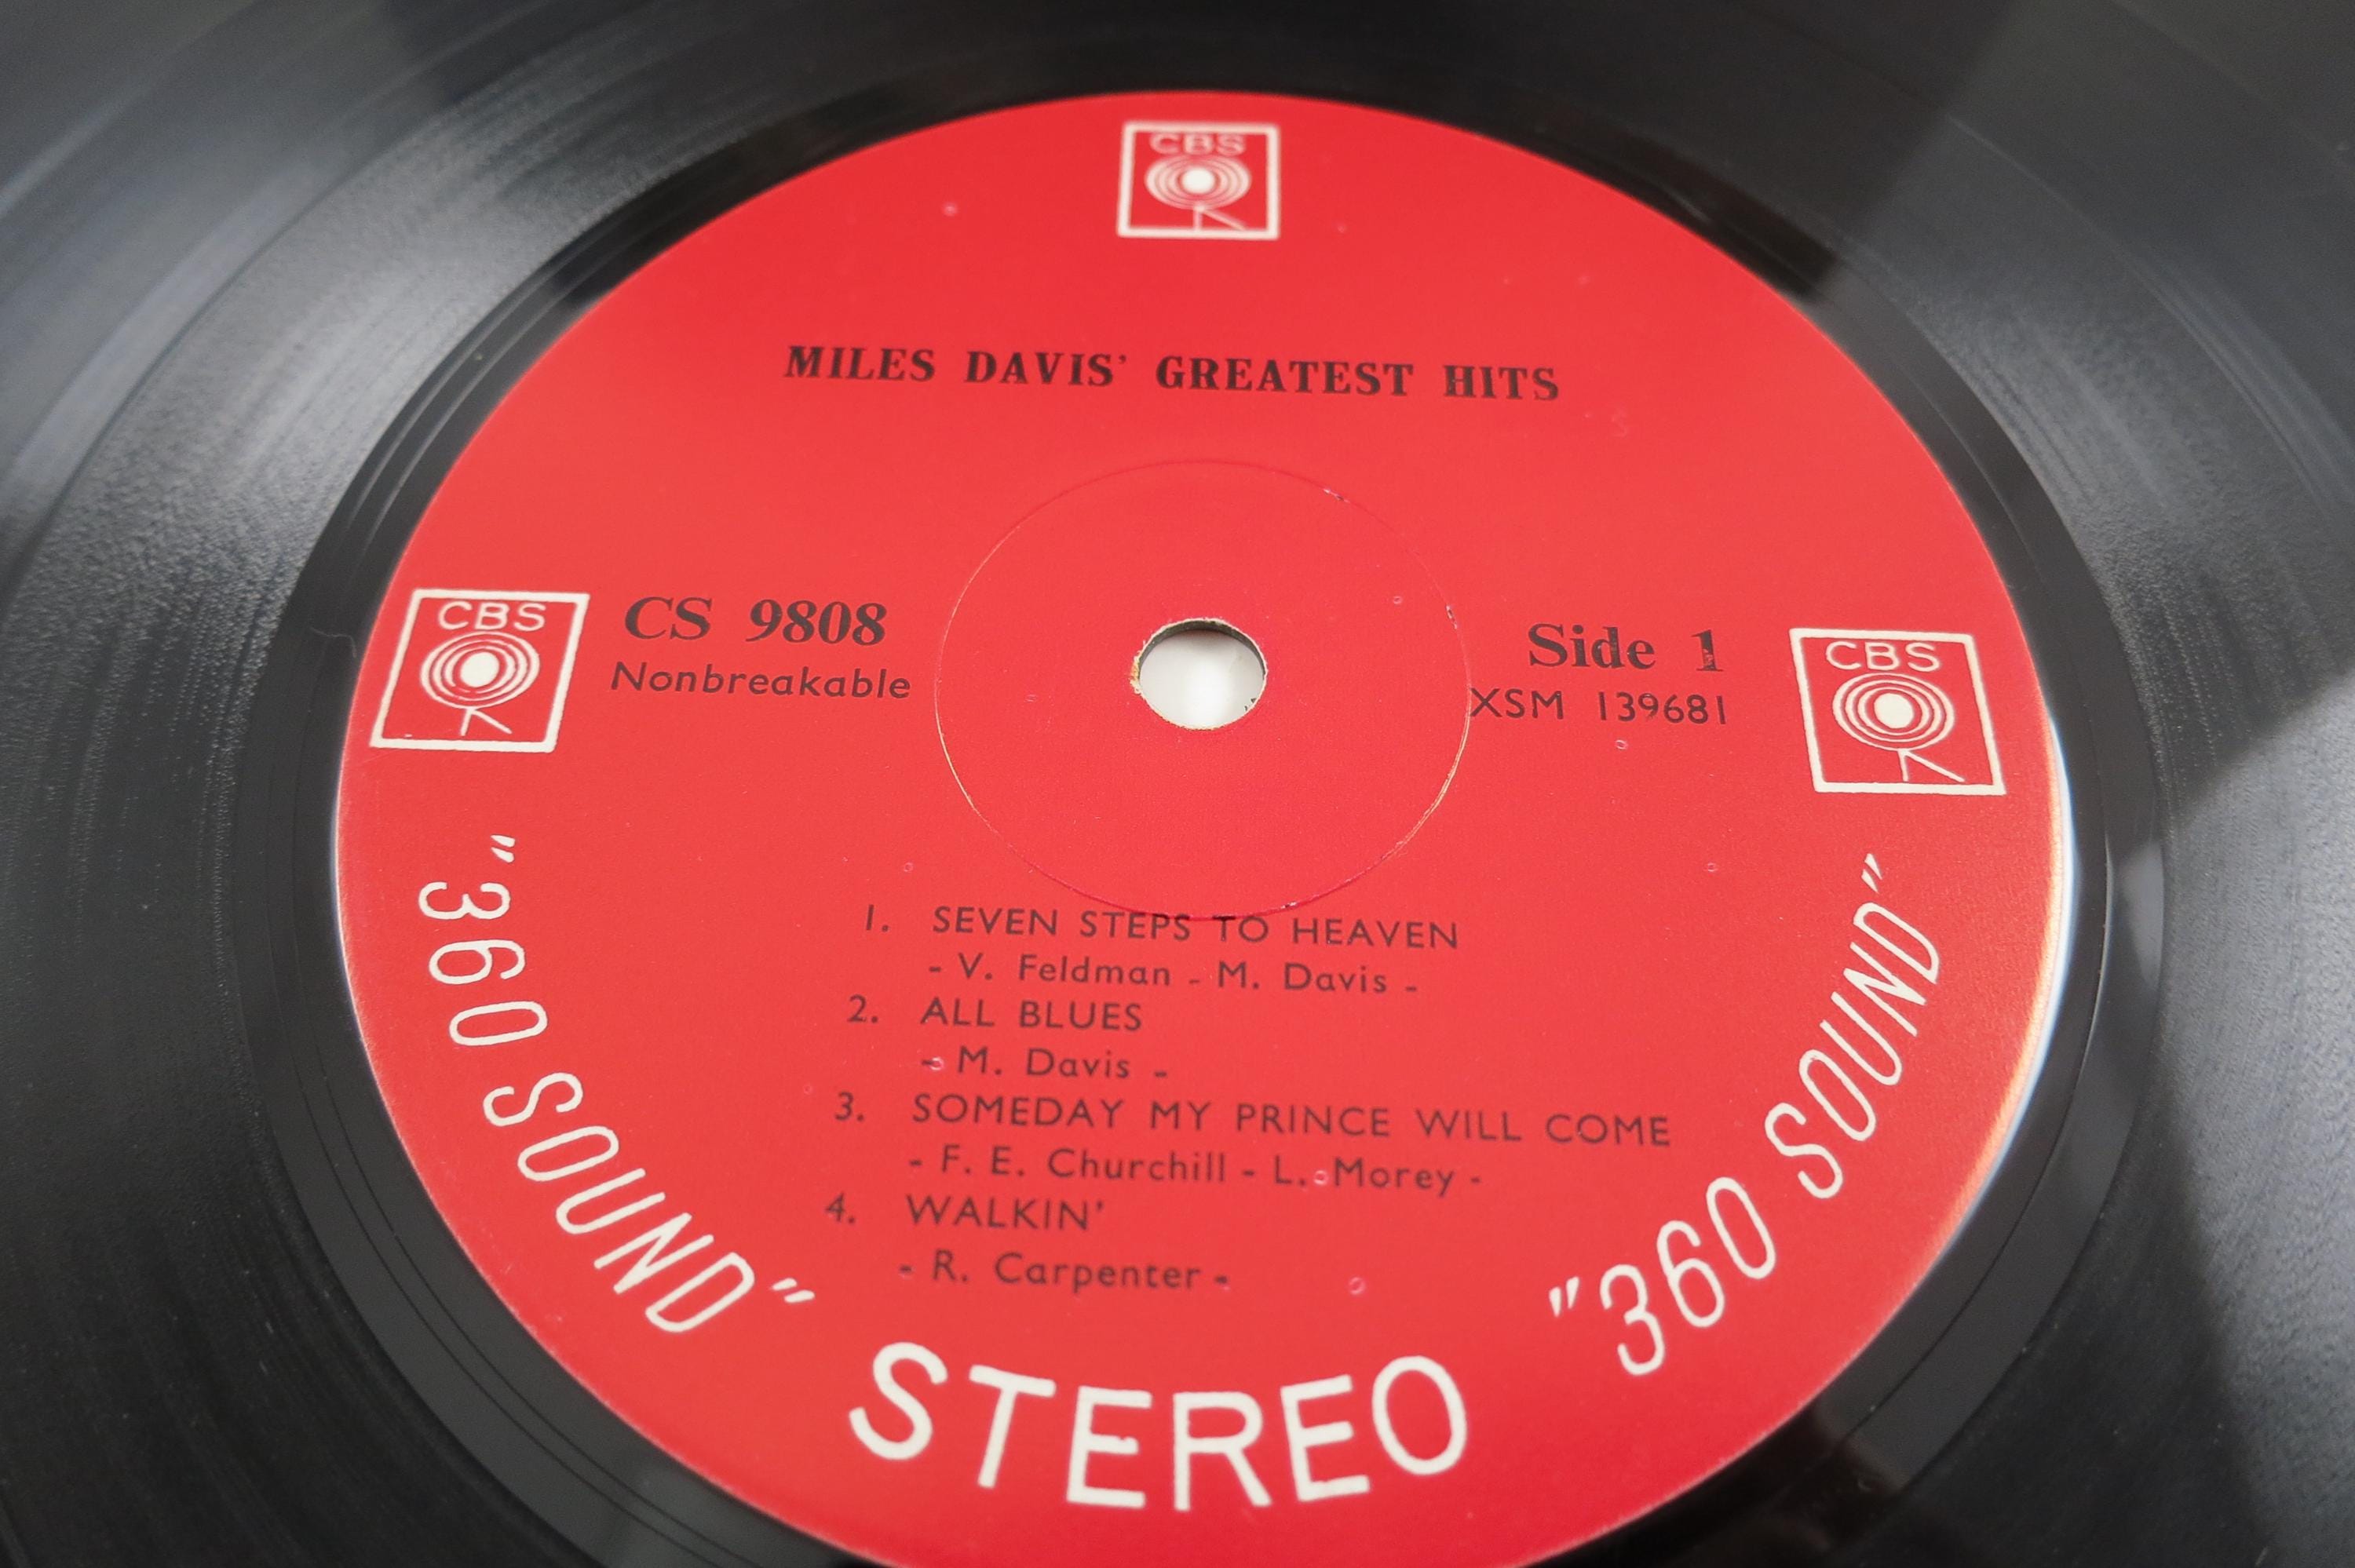 CBS
MILES DAVIS' GREATEST HITS
CBS
CS 9808
Nonbreakable
Side 1
XSM 139681
CBS
1. SEVEN STEPS TO HEAVEN
- V. Feldman - M. Davis -
2. ALL BLUES
- M. Davis -
3. SOMEDAY MY PRINCE WILL COME
- F. E. Churchill - L. Morey -
4. WALKIN'
- R. Carpenter -
"360 SOUND"
STEREO
"360 SOUND"